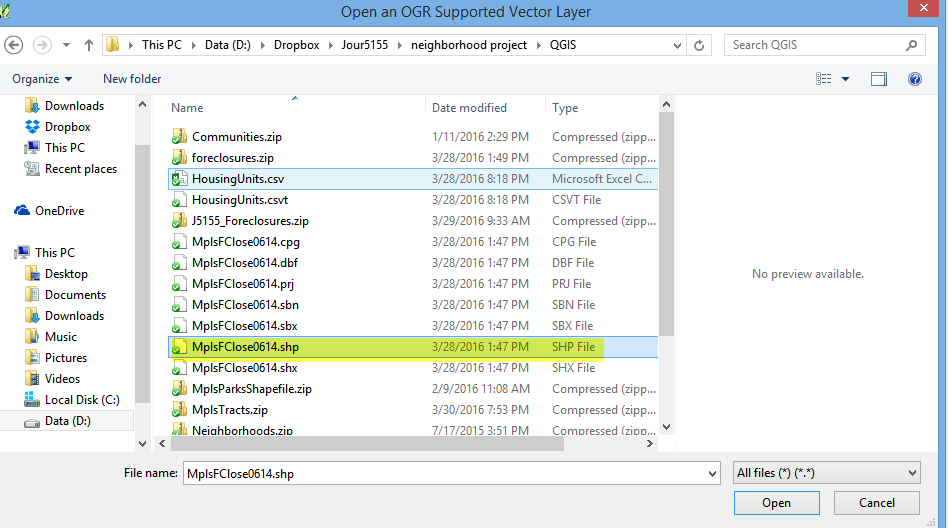 Open an OGR Supported Vector Layer
This PC Data (D:) Dropbox Jour5155 neighborhood project QGIS
Search QGIS
Organize New folder
Downloads
Dropbox
This PC
Recent places
OneDrive
This PC
Desktop
Documents
Downloads
Music
Pictures
Videos
Local Disk (C:)
Data (D:)
Name Date modified Type
Communities.zip 1/11/2016 2:29 PM Compressed (zipp...
foreclosures.zip 3/28/2016 1:49 PM Compressed (zipp...
HousingUnits.csv 3/28/2016 8:18 PM Microsoft Excel C...
HousingUnits.csvt 3/28/2016 8:18 PM CSVT File
J5155_Foreclosures.zip 3/29/2016 9:33 AM Compressed (zipp...
MplsFClose0614.cpg 3/28/2016 1:47 PM CPG File
MplsFClose0614.dbf 3/28/2016 1:47 PM DBF File
MplsFClose0614.prj 3/28/2016 1:47 PM PRJ File
MplsFClose0614.sbn 3/28/2016 1:47 PM SBN File
MplsFClose0614.sbx 3/28/2016 1:47 PM SBX File
MplsFClose0614.shp 3/28/2016 1:47 PM SHP File
MplsFClose0614.shx 3/28/2016 1:47 PM SHX File
MplsParksShapefile.zip 2/9/2016 11:08 AM Compressed (zipp...
MplsTracts.zip 3/30/2016 7:53 PM Compressed (zipp...
Neighborhoods.zip 7/17/2015 3:51 PM Compressed (zipp...
No preview available.
File name: MplsFClose0614.shp
All files (*) (*.*)
Open Cancel